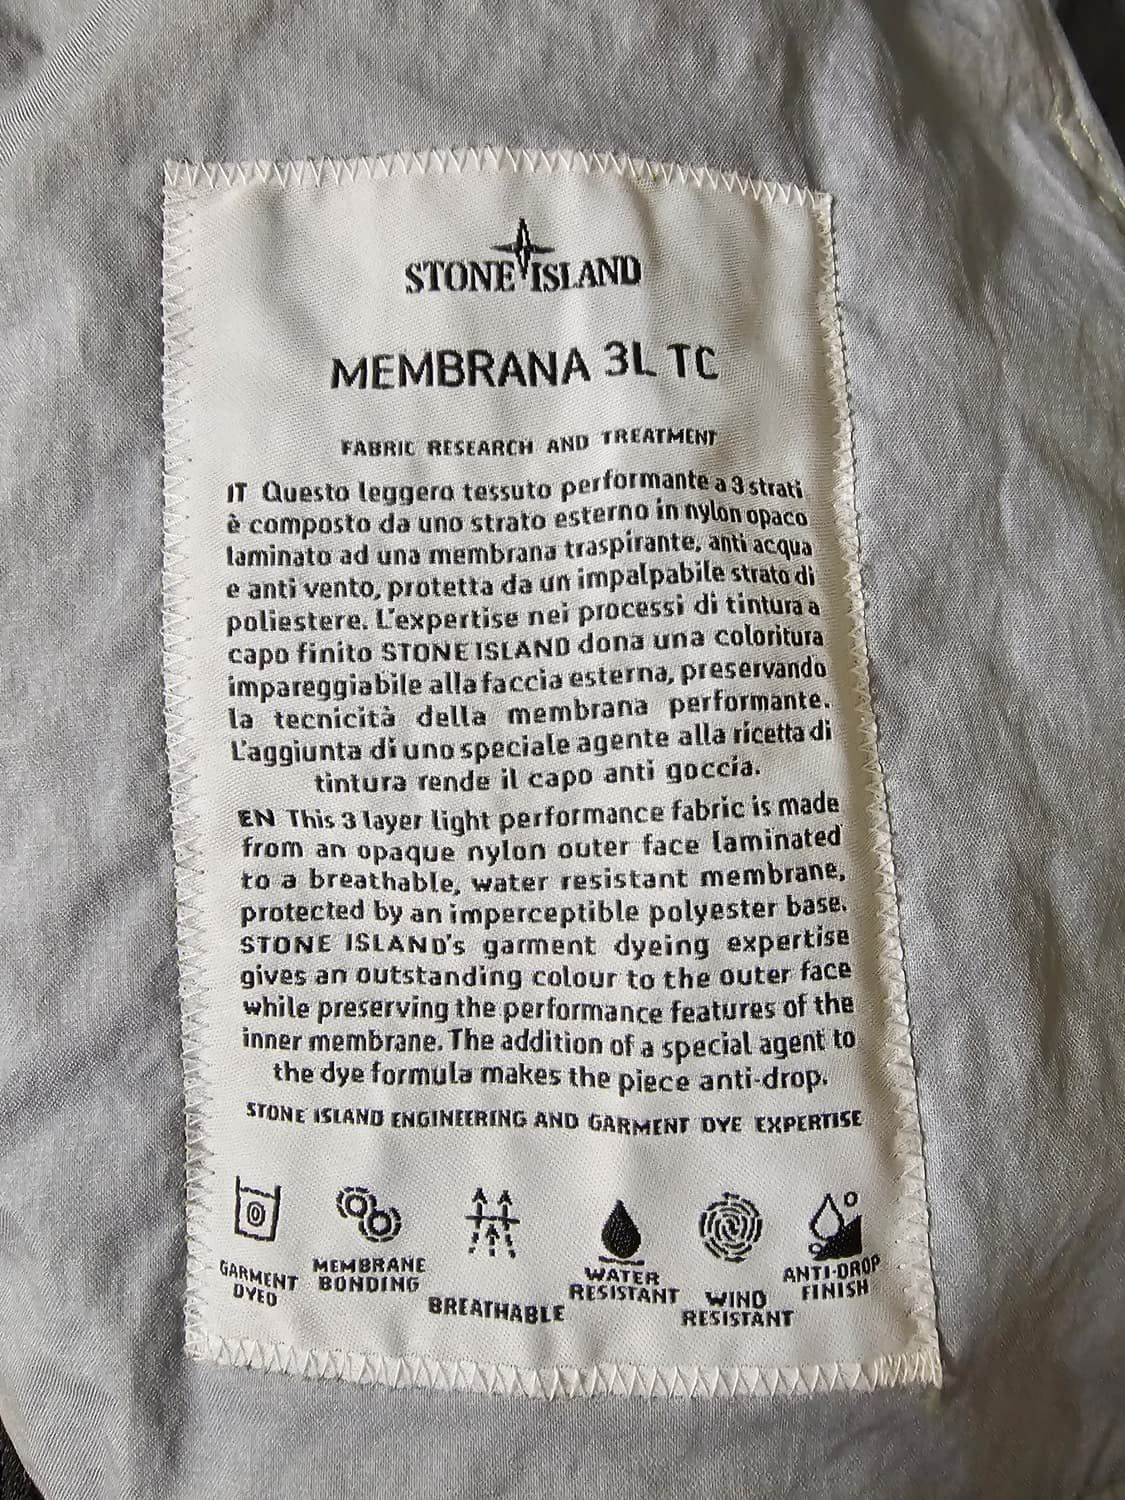 STONE ISLAND
MEMBRANA 3L TC
FABRIC RESEARCH AND TREATMENT
IT Questo leggero tessuto performante a 3 strati
è composto da uno strato esterno in nylon opaco
laminato ad una membrana traspirante, anti acqua
e anti vento, protetta da un impalpabile strato di
poliestere. L'expertise nei processi di tintura a
capo finito STONE ISLAND dona una coloritura
impareggiabile alla faccia esterna, preservando
la tecnicità della membrana performante.
L'aggiunta di uno speciale agente alla ricetta di
tintura rende il capo anti goccia.
EN This 3 layer light performance fabric is made
from an opaque nylon outer face laminated
to a breathable, water resistant membrane,
protected by an imperceptible polyester base.
STONE ISLAND's garment dyeing expertise
gives an outstanding colour to the outer face
while preserving the performance features of the
inner membrane. The addition of a special agent to
the dye formula makes the piece anti-drop.
STONE ISLAND ENGINEERING AND GARMENT DYE EXPERTISE
GARMENT
DYED
MEMBRANE
BONDING
BREATHABLE
WATER
RESISTANT
WIND
RESISTANT
ANTI-DROP
FINISH